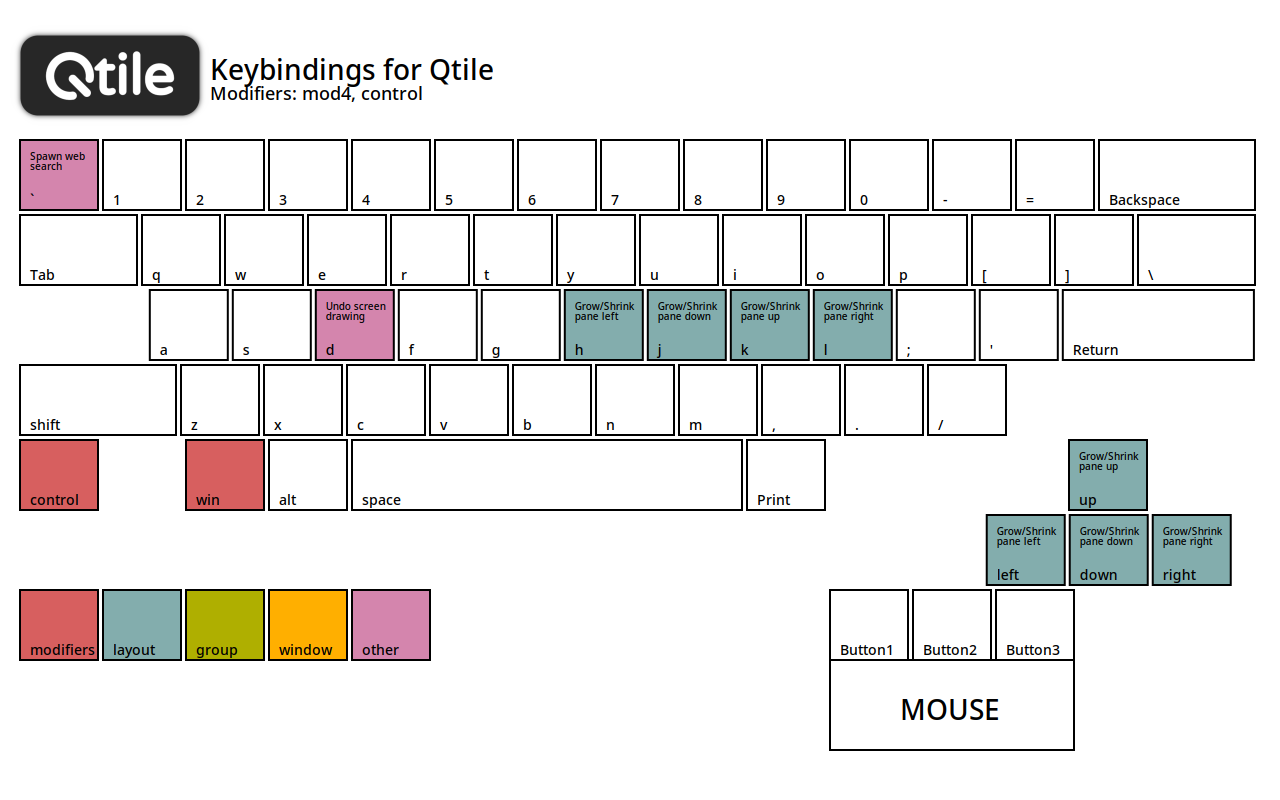 Qtile
Keybindings for Qtile
Modifiers: mod4, control
Spawn web
search
` 1 2 3 4 5 6 7 8 9 0 - = Backspace
Tab q w e r t y u i o p [ ] \
Undo screen
drawing
Grow/Shrink
pane left
Grow/Shrink
pane down
Grow/Shrink
pane up
Grow/Shrink
pane right
a s d f g h j k l ; ' Return
shift z x c v b n m , . /
Grow/Shrink
pane up
control win alt space Print up
Grow/Shrink
pane left
Grow/Shrink
pane down
Grow/Shrink
pane right
left down right
modifiers layout group window other Button1 Button2 Button3
MOUSE